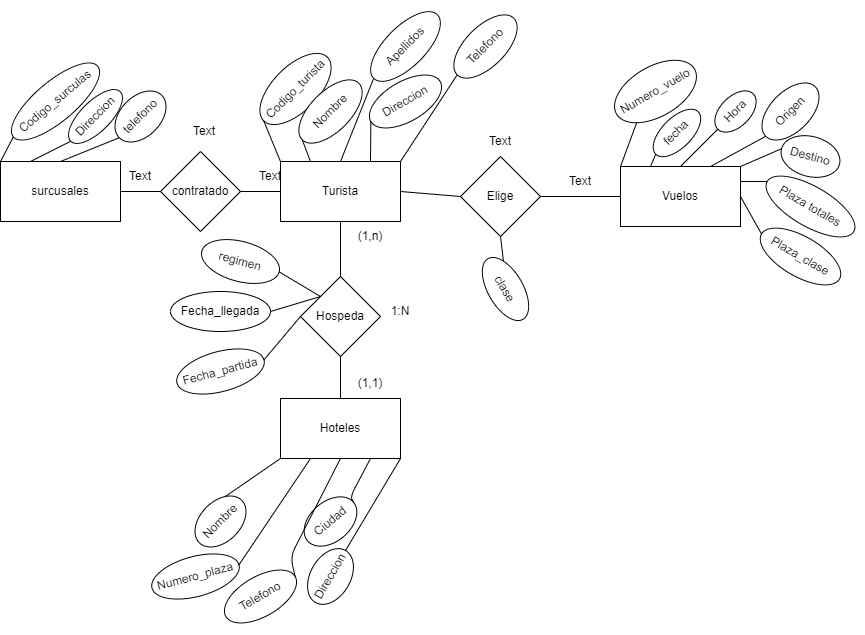 Codigo_surculas
Direccion
telefono
Text
Codigo_turista
Nombre
Apellidos
Direccion
Telefono
Numero_vuelo
fecha
Hora
Origen
Destino
Plaza totales
Plaza_clase
surcusales
Text
contratado
Text
Turista
Text
Elige
Text
Vuelos
clase
(1,n)
regimen
Fecha_llegada
Fecha_partida
Hospeda
1:N
(1,1)
Hoteles
Nombre
Numero_plaza
Telefono
Ciudad
Direccion